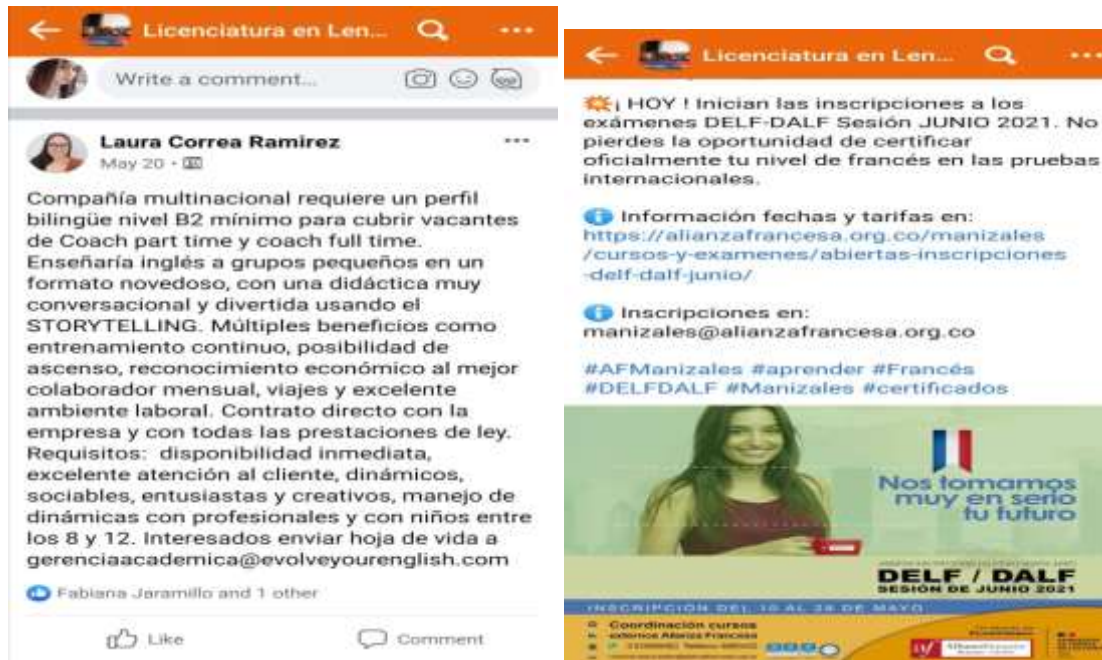 Licenciatura en Len...
Write a comment...
Laura Correa Ramirez
May 20
Compañía multinacional requiere un perfil
bilingüe nivel B2 mínimo para cubrir vacantes
de Coach part time y coach full time.
Enseñaría inglés a grupos pequeños en un
formato novedoso, con una didáctica muy
conversacional y divertida usando el
STORYTELLING. Múltiples beneficios como
entrenamiento continuo, posibilidad de
ascenso, reconocimiento económico al mejor
colaborador mensual, viajes y excelente
ambiente laboral. Contrato directo con la
empresa y con todas las prestaciones de ley.
Requisitos: disponibilidad inmediata,
excelente atención al cliente, dinámicos,
sociables, entusiastas y creativos, manejo de
dinámicas con profesionales y con niños entre
los 8 y 12. Interesados enviar hoja de vida a
gerenciaacademica@evolveyourenglish.com
Fabiana Jaramillo and 1 other
Like
Comment
Licenciatura en Len...
¡ HOY ! Inician las inscripciones a los
exámenes DELF-DALF Sesión JUNIO 2021. No
pierdes la oportunidad de certificar
oficialmente tu nivel de francés en las pruebas
internacionales.
Información fechas y tarifas en:
https://alianzafrancesa.org.co/manizales
/cursos-y-examenes/abiertas-inscripciones
-delf-dalf-junio/
Inscripciones en:
manizales@alianzafrancesa.org.co
#AFManizales #aprender #Francés
#DELFDALF #Manizales #certificados
Nos tomamos
muy en serio
tu futuro
DELF / DALF
SESIÓN DE JUNIO 2021
INSCRIPCIÓN DEL 10 AL 28 DE MAYO
Coordinación cursos
externos Alianza Francesa
af